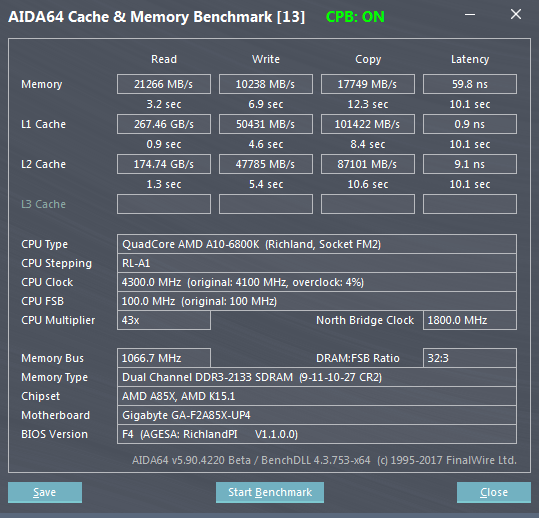 AIDA64 Cache & Memory Benchmark [13] CPB: ON
Read Write Copy Latency
Memory 21266 MB/s 10238 MB/s 17749 MB/s 59.8 ns
3.2 sec 6.9 sec 12.3 sec 10.1 sec
L1 Cache 267.46 GB/s 50431 MB/s 101422 MB/s 0.9 ns
0.9 sec 4.6 sec 8.4 sec 10.1 sec
L2 Cache 174.74 GB/s 47785 MB/s 87101 MB/s 9.1 ns
1.3 sec 5.4 sec 10.6 sec 10.1 sec
L3 Cache
CPU Type QuadCore AMD A10-6800K (Richland, Socket FM2)
CPU Stepping RL-A1
CPU Clock 4300.0 MHz (original: 4100 MHz, overclock: 4%)
CPU FSB 100.0 MHz (original: 100 MHz)
CPU Multiplier 43x North Bridge Clock 1800.0 MHz
Memory Bus 1066.7 MHz DRAM:FSB Ratio 32:3
Memory Type Dual Channel DDR3-2133 SDRAM (9-11-10-27 CR2)
Chipset AMD A85X, AMD K15.1
Motherboard Gigabyte GA-F2A85X-UP4
BIOS Version F4 (AGESA: RichlandPI V1.1.0.0)
AIDA64 v5.90.4220 Beta / BenchDLL 4.3.753-x64 (c) 1995-2017 FinalWire Ltd.
Save Start Benchmark Close